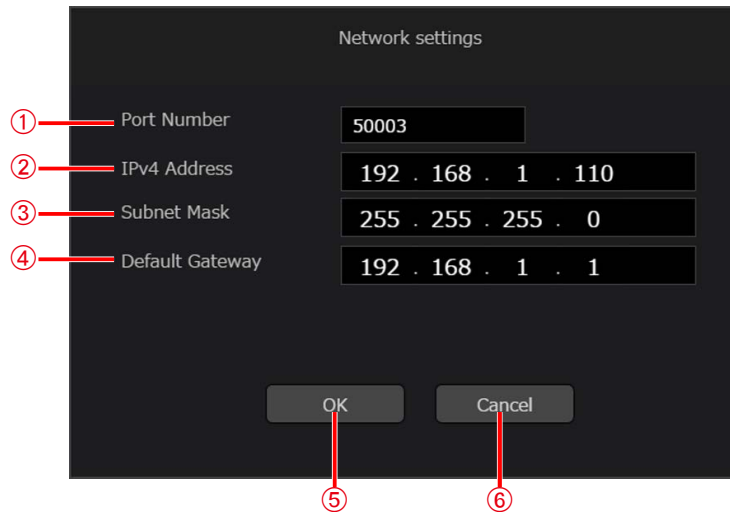 Network settings
① Port Number 50003
② IPv4 Address 192 . 168 . 1 . 110
③ Subnet Mask 255 . 255 . 255 . 0
④ Default Gateway 192 . 168 . 1 . 1
OK Cancel
⑤ ⑥